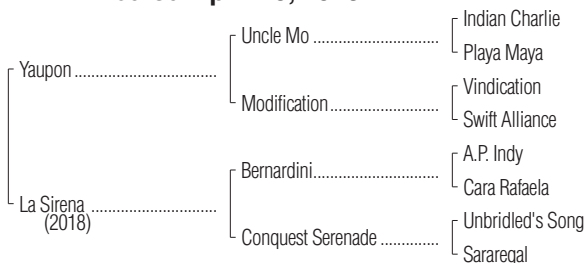 Indian Charlie
Uncle Mo
Playa Maya
Yaupon
Vindication
Modification
Swift Alliance
A.P. Indy
Bernardini
Cara Rafaela
La Sirena
(2018)
Unbridled's Song
Conquest Serenade
Sararegal